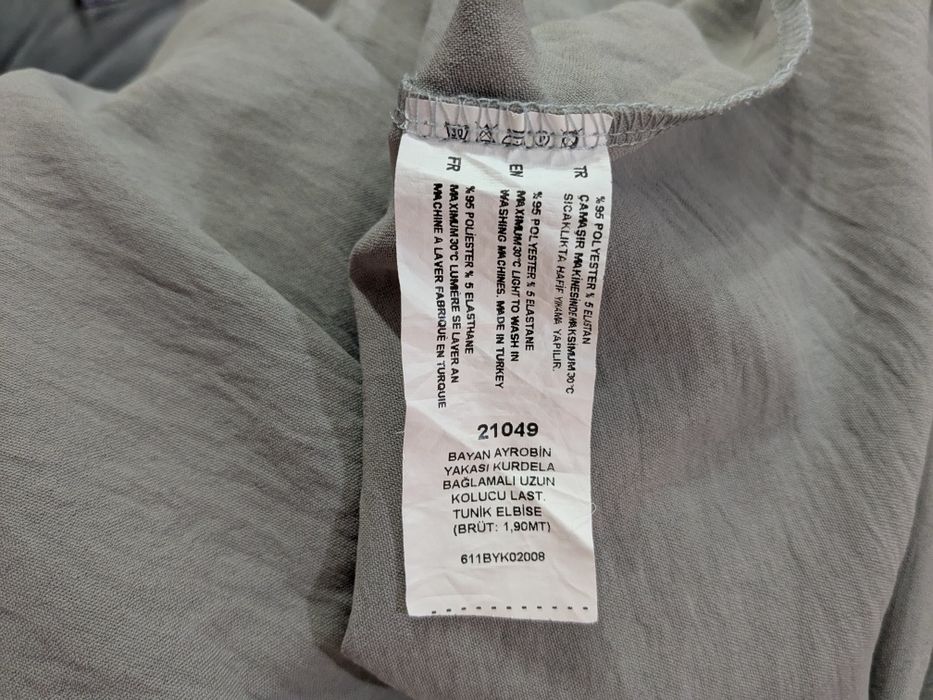 TR
%95 POLYESTER % 5 ELASTAN
ÇAMAŞIR MAKİNESİNDE MAKSİMUM 30°C
SICAKLIKTA HAFİF YIKAMA YAPILIR.
EN
%95 POLYESTER % 5 ELASTANE
MAXIMUM 30°C LIGHT TO WASH IN
WASHING MACHINES. MADE IN TURKEY
FR
%95 POLIESTER % 5 ELASTHANE
MAXIMUM 30°C LUMIERE SE LAVER AN
MACHINE A LAVER FABRIQUE EN TURQUIE
21049
BAYAN AYROBİN
YAKASI KURDELA
BAĞLAMALI UZUN
KOLUCU LAST.
TUNİK ELBİSE
(BRÜT: 1,90MT)
611BYK02008